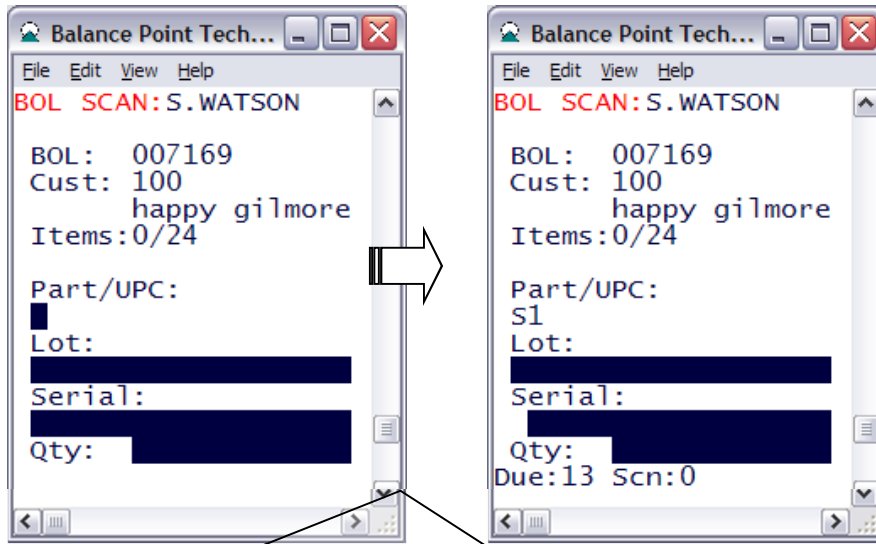 Balance Point Tech...
File Edit View Help
BOL SCAN:S.WATSON
BOL: 007169
Cust: 100
happy gilmore
Items:0/24
Part/UPC:
Lot:
Serial:
Qty:
Balance Point Tech...
File Edit View Help
BOL SCAN:S.WATSON
BOL: 007169
Cust: 100
happy gilmore
Items:0/24
Part/UPC:
S1
Lot:
Serial:
Qty:
Due:13 Scn:0